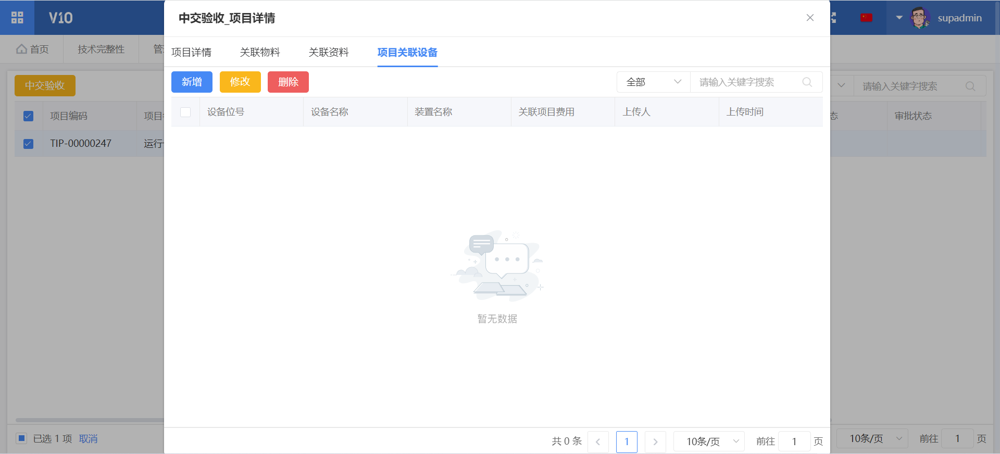 V10
中交验收_项目详情
supadmin
首页
技术完整性
管
项目详情
关联物料
关联资料
项目关联设备
中交验收
新增
修改
删除
全部
请输入关键字搜索
请输入关键字搜索
项目编码
项目
设备位号
设备名称
装置名称
关联项目费用
上传人
上传时间
态
审批状态
TIP-00000247
运行
暂无数据
已选 1 项 取消
共 0 条
1
10条/页
前往 1 页
10条/页
前往 1 页